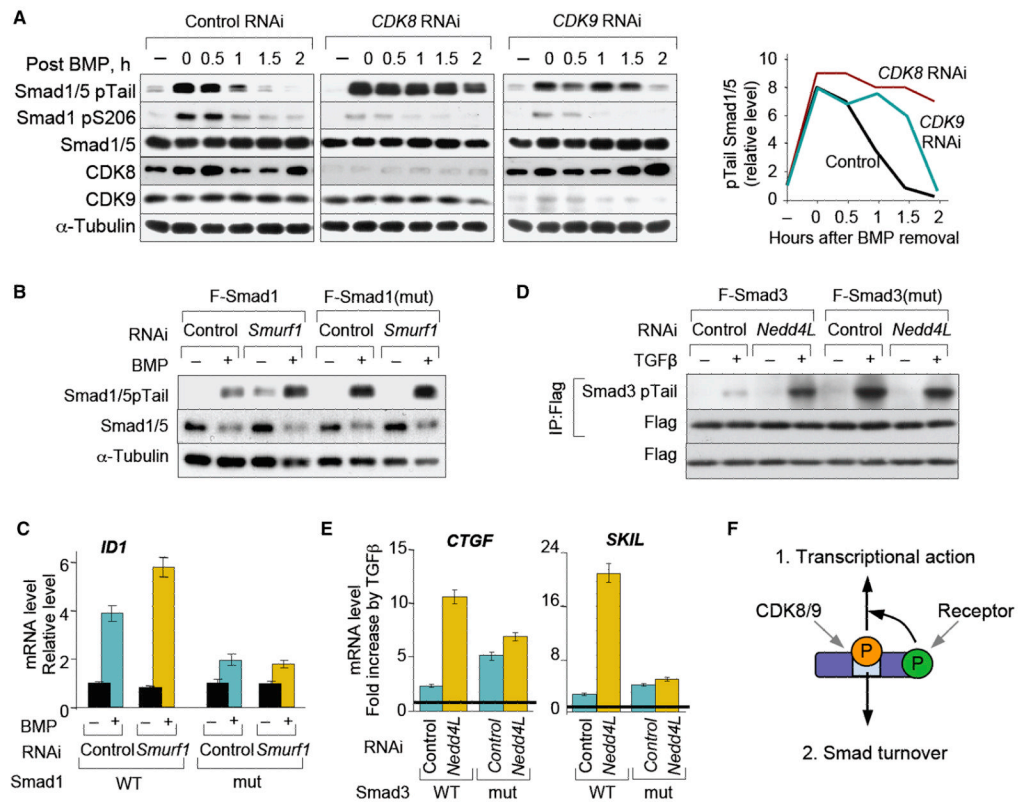 A
Control RNAi
CDK8 RNAi
CDK9 RNAi
Post BMP, h
– 0 0.5 1 1.5 2
– 0 0.5 1 1.5 2
– 0 0.5 1 1.5 2
Smad1/5 pTail
Smad1 pS206
Smad1/5
CDK8
CDK9
α-Tubulin
pTail Smad1/5
(relative level)
10
8
6
4
2
0
CDK8 RNAi
CDK9
RNAi
Control
– 0 0.5 1 1.5 2
Hours after BMP removal
B
F-Smad1 F-Smad1(mut)
RNAi Control Smurf1 Control Smurf1
BMP – + – + – + – +
Smad1/5pTail
Smad1/5
α-Tubulin
D
F-Smad3 F-Smad3(mut)
RNAi Control Nedd4L Control Nedd4L
TGFβ – + – + – + – +
IP:Flag
Smad3 pTail
Flag
Flag
C
ID1
mRNA level
Relative level
6
4
2
0
BMP – + – + – + – +
RNAi Control Smurf1 Control Smurf1
Smad1 WT mut
E
CTGF
mRNA level
Fold increase by TGFβ
15
10
5
0
SKIL
24
16
8
0
RNAi
Control
Nedd4L
Control
Nedd4L
Control
Nedd4L
Control
Nedd4L
Smad3 WT mut WT mut
F
1. Transcriptional action
CDK8/9
Receptor
P
P
2. Smad turnover